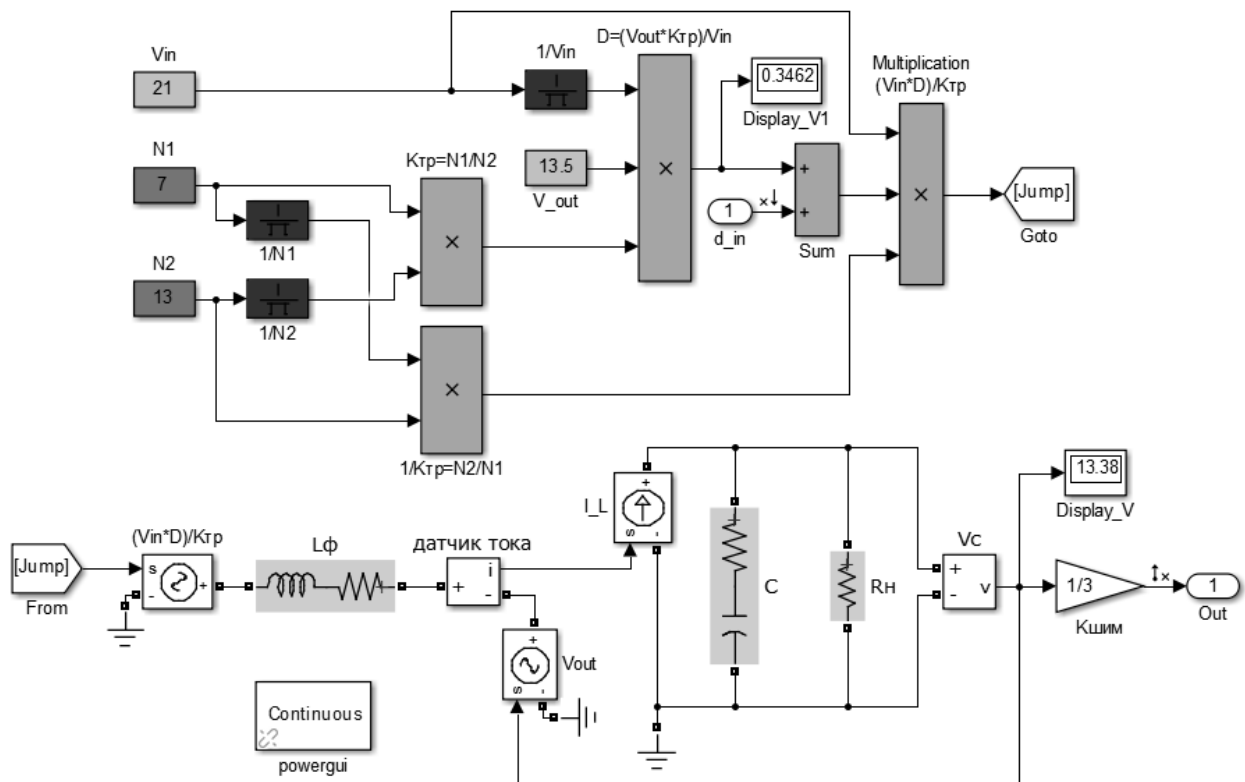 Vin
21
1/Vin
D=(Vout*Kтр)/Vin
0.3462
Display_V1
Multiplication
(Vin*D)/Kтр
N1
7
1/N1
Kтр=N1/N2
×
13.5
V_out
×
1
d_in
×↓
+
+
Sum
×
[Jump]
Goto
N2
13
1/N2
×
1/Kтр=N2/N1
[Jump]
From
(Vin*D)/Kтр
s
-
+
Lф
+
датчик тока
+
i
-
I_L
+
s
-
+
C
+
Rн
Vc
+
-
v
13.38
Display_V
1/3
Kшим
↕×
1
Out
+
s
-
Vout
Continuous
powergui